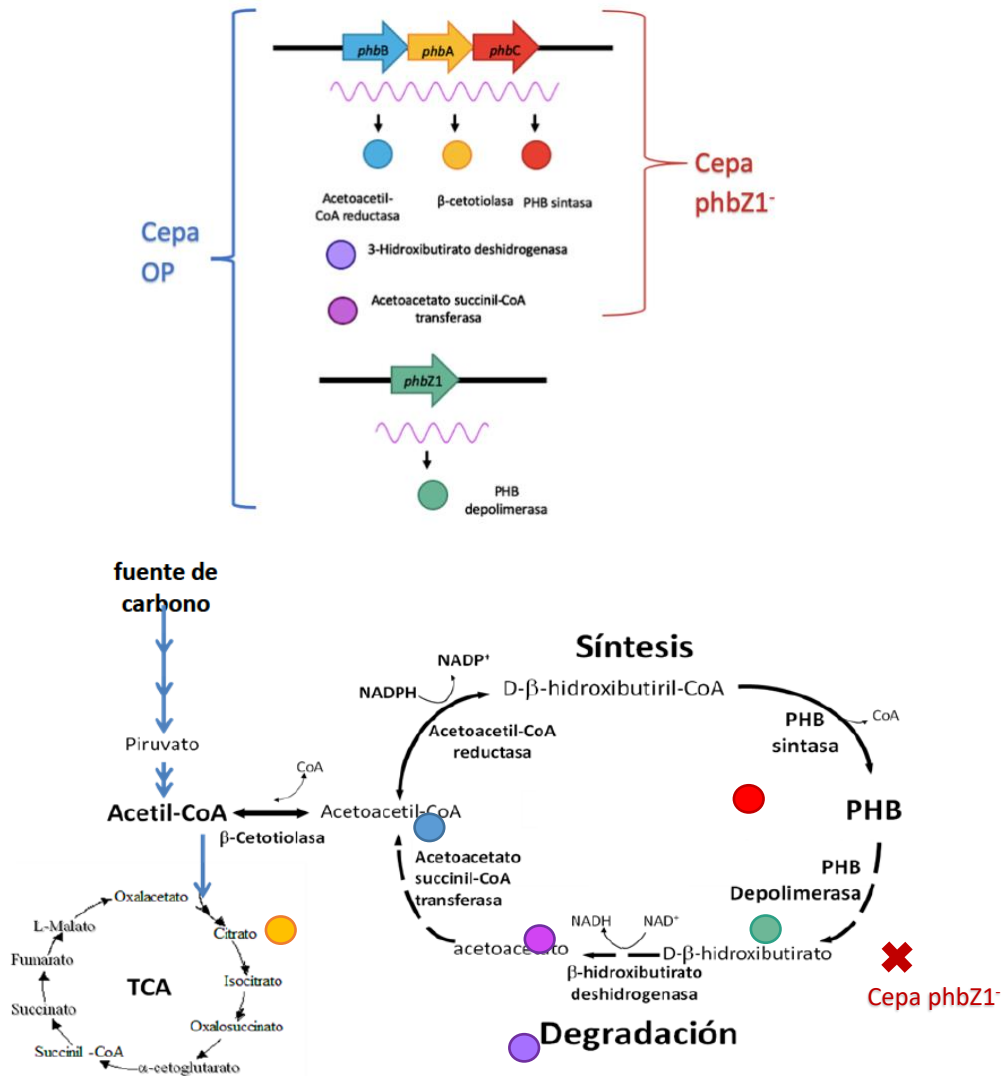 phbB
phbA
phbC
Acetoacetil-
CoA reductasa
β-cetotiolasa
PHB sintasa
Cepa
phbZ1⁻
Cepa
OP
3-Hidroxibutirato deshidrogenasa
Acetoacetato succinil-CoA
transferasa
phbZ1
PHB
depolimerasa
fuente de
carbono
Síntesis
NADP⁺
NADPH
D-β-hidroxibutiril-CoA
Acetoacetil-CoA
reductasa
PHB
sintasa
CoA
Piruvato
CoA
Acetil-CoA
β-Cetotiolasa
Acetoacetil-CoA
PHB
Acetoacetato
succinil-CoA
transferasa
PHB
Depolimerasa
NADH
NAD⁺
acetoacetato
D-β-hidroxibutirato
β-hidroxibutirato
deshidrogenasa
Cepa phbZ1⁻
Degradación
Oxalacetato
L-Malato
Citrato
Fumarato
Isocitrato
TCA
Succinato
Oxalosuccinato
Succinil -CoA
α-cetoglutarato